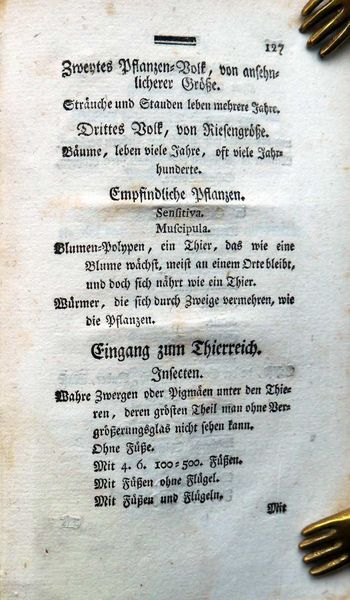 127
Zweytes Pflanzen-Volk, von ansehn-
licherer Größe.
Sträuche und Stauden leben mehrere Jahre.
Drittes Volk, von Riesengröße.
Bäume, leben viele Jahre, oft viele Jahr-
hunderte.
Empfindliche Pflanzen.
Senſitiva.
Muſcipula.
Blumen-Polypen, ein Thier, das wie eine
Blume wächst, meist an einem Orte bleibt,
und doch sich nährt wie ein Thier.
Würmer, die sich durch Zweige vermehren, wie
die Pflanzen.
Eingang zum Thierreich.
Insecten.
Wahre Zwergen oder Pigmäen unter den Thie-
ren, deren grösten Theil man ohne Ver-
größerungsglas nicht sehen kann.
Ohne Füße.
Mit 4. 6. 100-500. Füßen.
Mit Füßen ohne Flügel.
Mit Füßen und Flügeln.
Mit